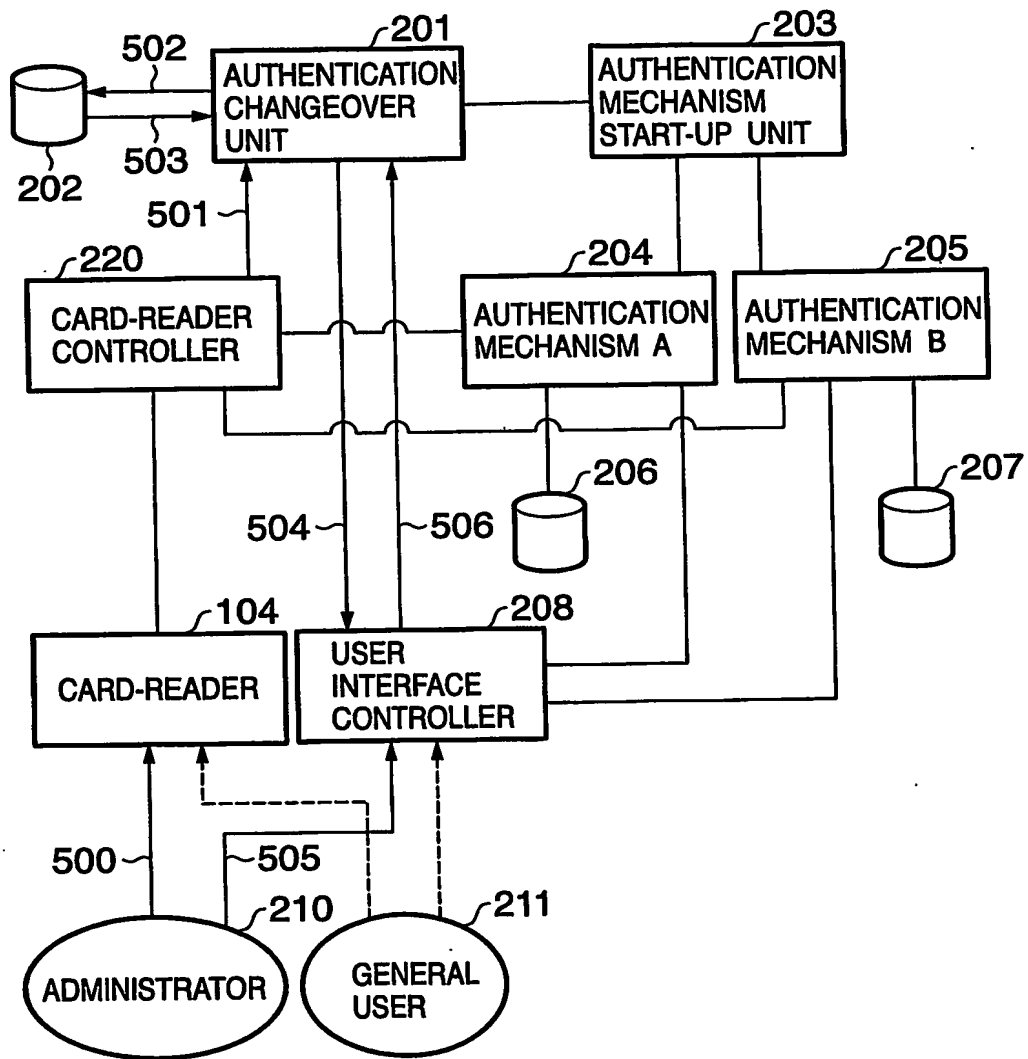 201
203
502
AUTHENTICATION
CHANGEOVER
UNIT
AUTHENTICATION
MECHANISM
START-UP UNIT
503
202
501
220
204
205
CARD-READER
CONTROLLER
AUTHENTICATION
MECHANISM A
AUTHENTICATION
MECHANISM B
206
207
504
506
104
208
CARD-READER
USER
INTERFACE
CONTROLLER
500
505
210
211
ADMINISTRATOR
GENERAL
USER